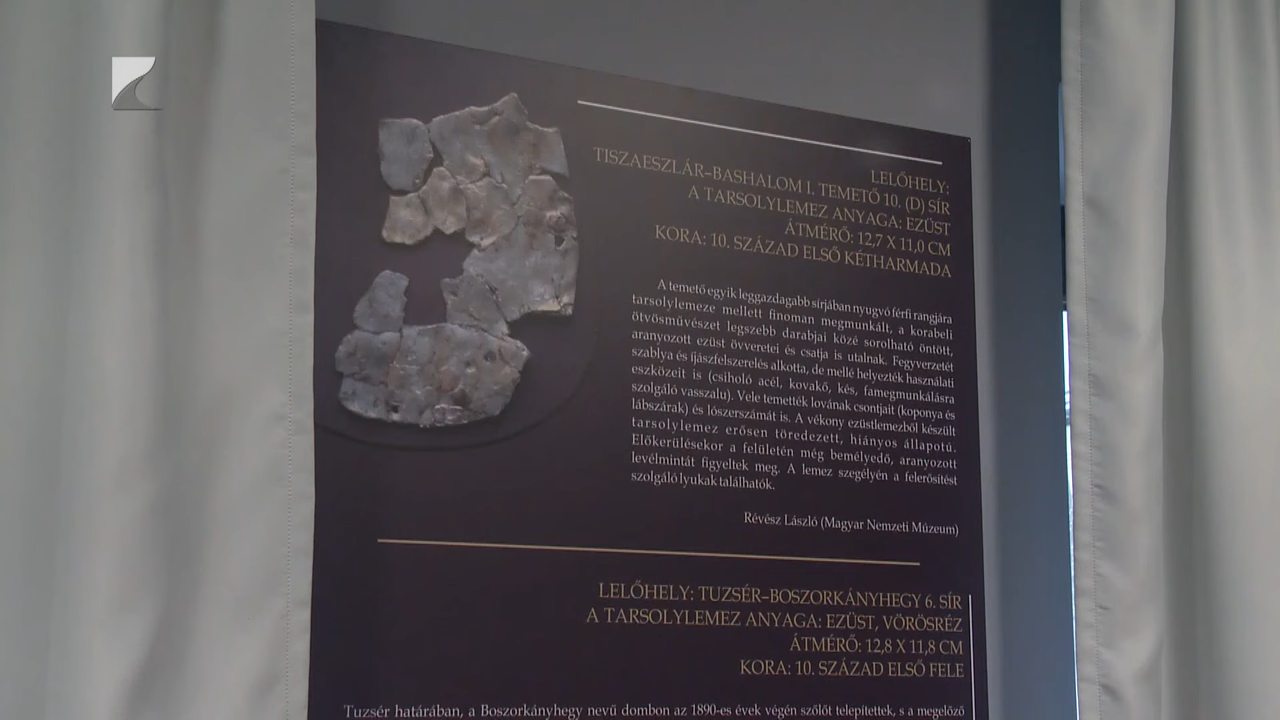 LELŐHELY:
TISZAESZLÁR–BASHALOM I. TEMETŐ 10. (D) SÍR
A TARSOLYLEMEZ ANYAGA: EZÜST
ÁTMÉRŐ: 12,7 X 11,0 CM
KORA: 10. SZÁZAD ELSŐ KÉTHARMADA
A temető egyik leggazdagabb sírjában nyugvó férfi rangjára
tarsolylemeze mellett finoman megmunkált, a korabeli
ötvösművészet legszebb darabjai közé sorolható öntött,
aranyozott ezüst övveretei és csatja is utalnak. Fegyverzetét
szablya és íjászfelszerelés alkotta, de mellé helyezték használati
eszközeit is (csiholó acél, kovakő, kés, famegmunkálásra
szolgáló vasszalu). Vele temették lovának csontjait (koponya és
lábszárak) és lószerszámát is. A vékony ezüstlemezből készült
tarsolylemez erősen töredezett, hiányos állapotú.
Előkerülésekor a felületén még bemélyedő, aranyozott
levélmintát figyeltek meg. A lemez szegélyén a felerősítést
szolgáló lyukak találhatók.
Révész László (Magyar Nemzeti Múzeum)
LELŐHELY: TUZSÉR–BOSZORKÁNYHEGY 6. SÍR
A TARSOLYLEMEZ ANYAGA: EZÜST, VÖRÖSRÉZ
ÁTMÉRŐ: 12,8 X 11,8 CM
KORA: 10. SZÁZAD ELSŐ FELE
Tuzsér határában, a Boszorkányhegy nevű dombon az 1890-es évek végén szőlőt telepítettek, s a megelőző